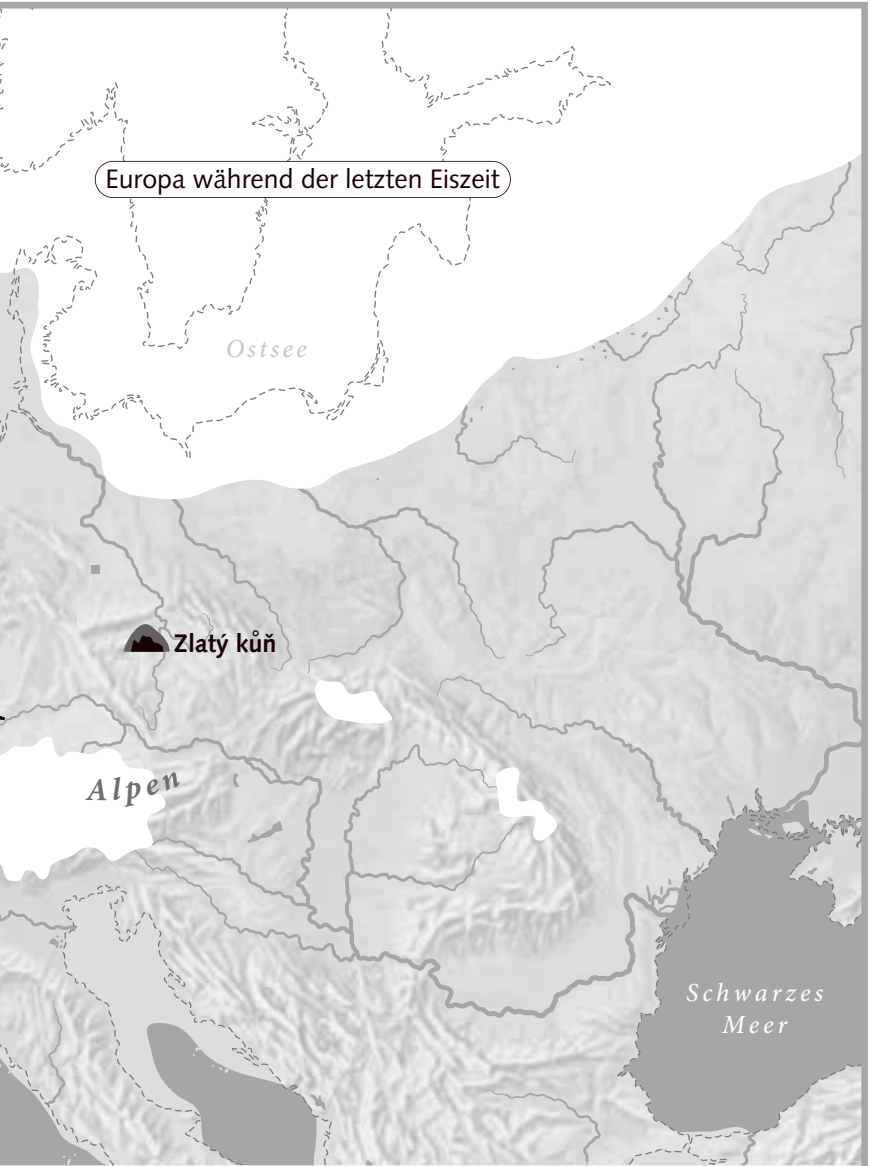 Europa während der letzten Eiszeit
Ostsee
Zlatý kůň
Alpen
Schwarzes
Meer